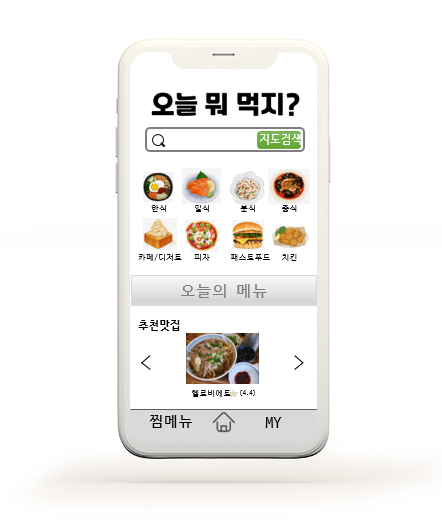 오늘 뭐 먹지?
지도검색
한식 일식 분식 중식
카페/디저트 피자 패스트푸드 치킨
오늘의 메뉴
추천맛집
헬로비에트 (4.4)
찜메뉴 MY